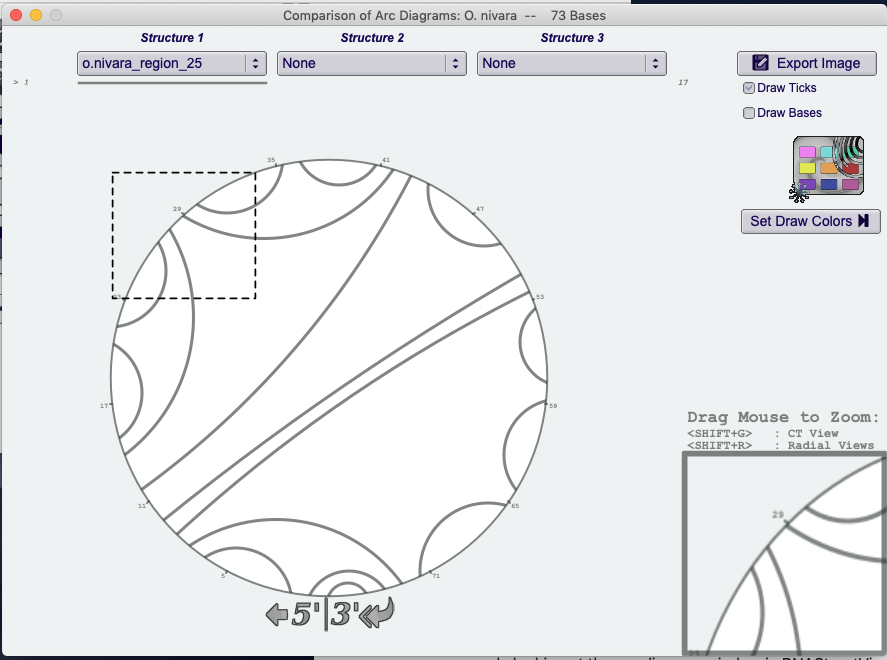 Comparison of Arc Diagrams: O. nivara -- 73 Bases
Structure 1
Structure 2
Structure 3
o.nivara_region_25
None
None
Export Image
> 1
17
Draw Ticks
Draw Bases
Set Draw Colors
35
41
29
47
53
17
59
11
65
5
71
5'|3'
Drag Mouse to Zoom:
<SHIFT+G> : CT View
<SHIFT+R> : Radial Views
29